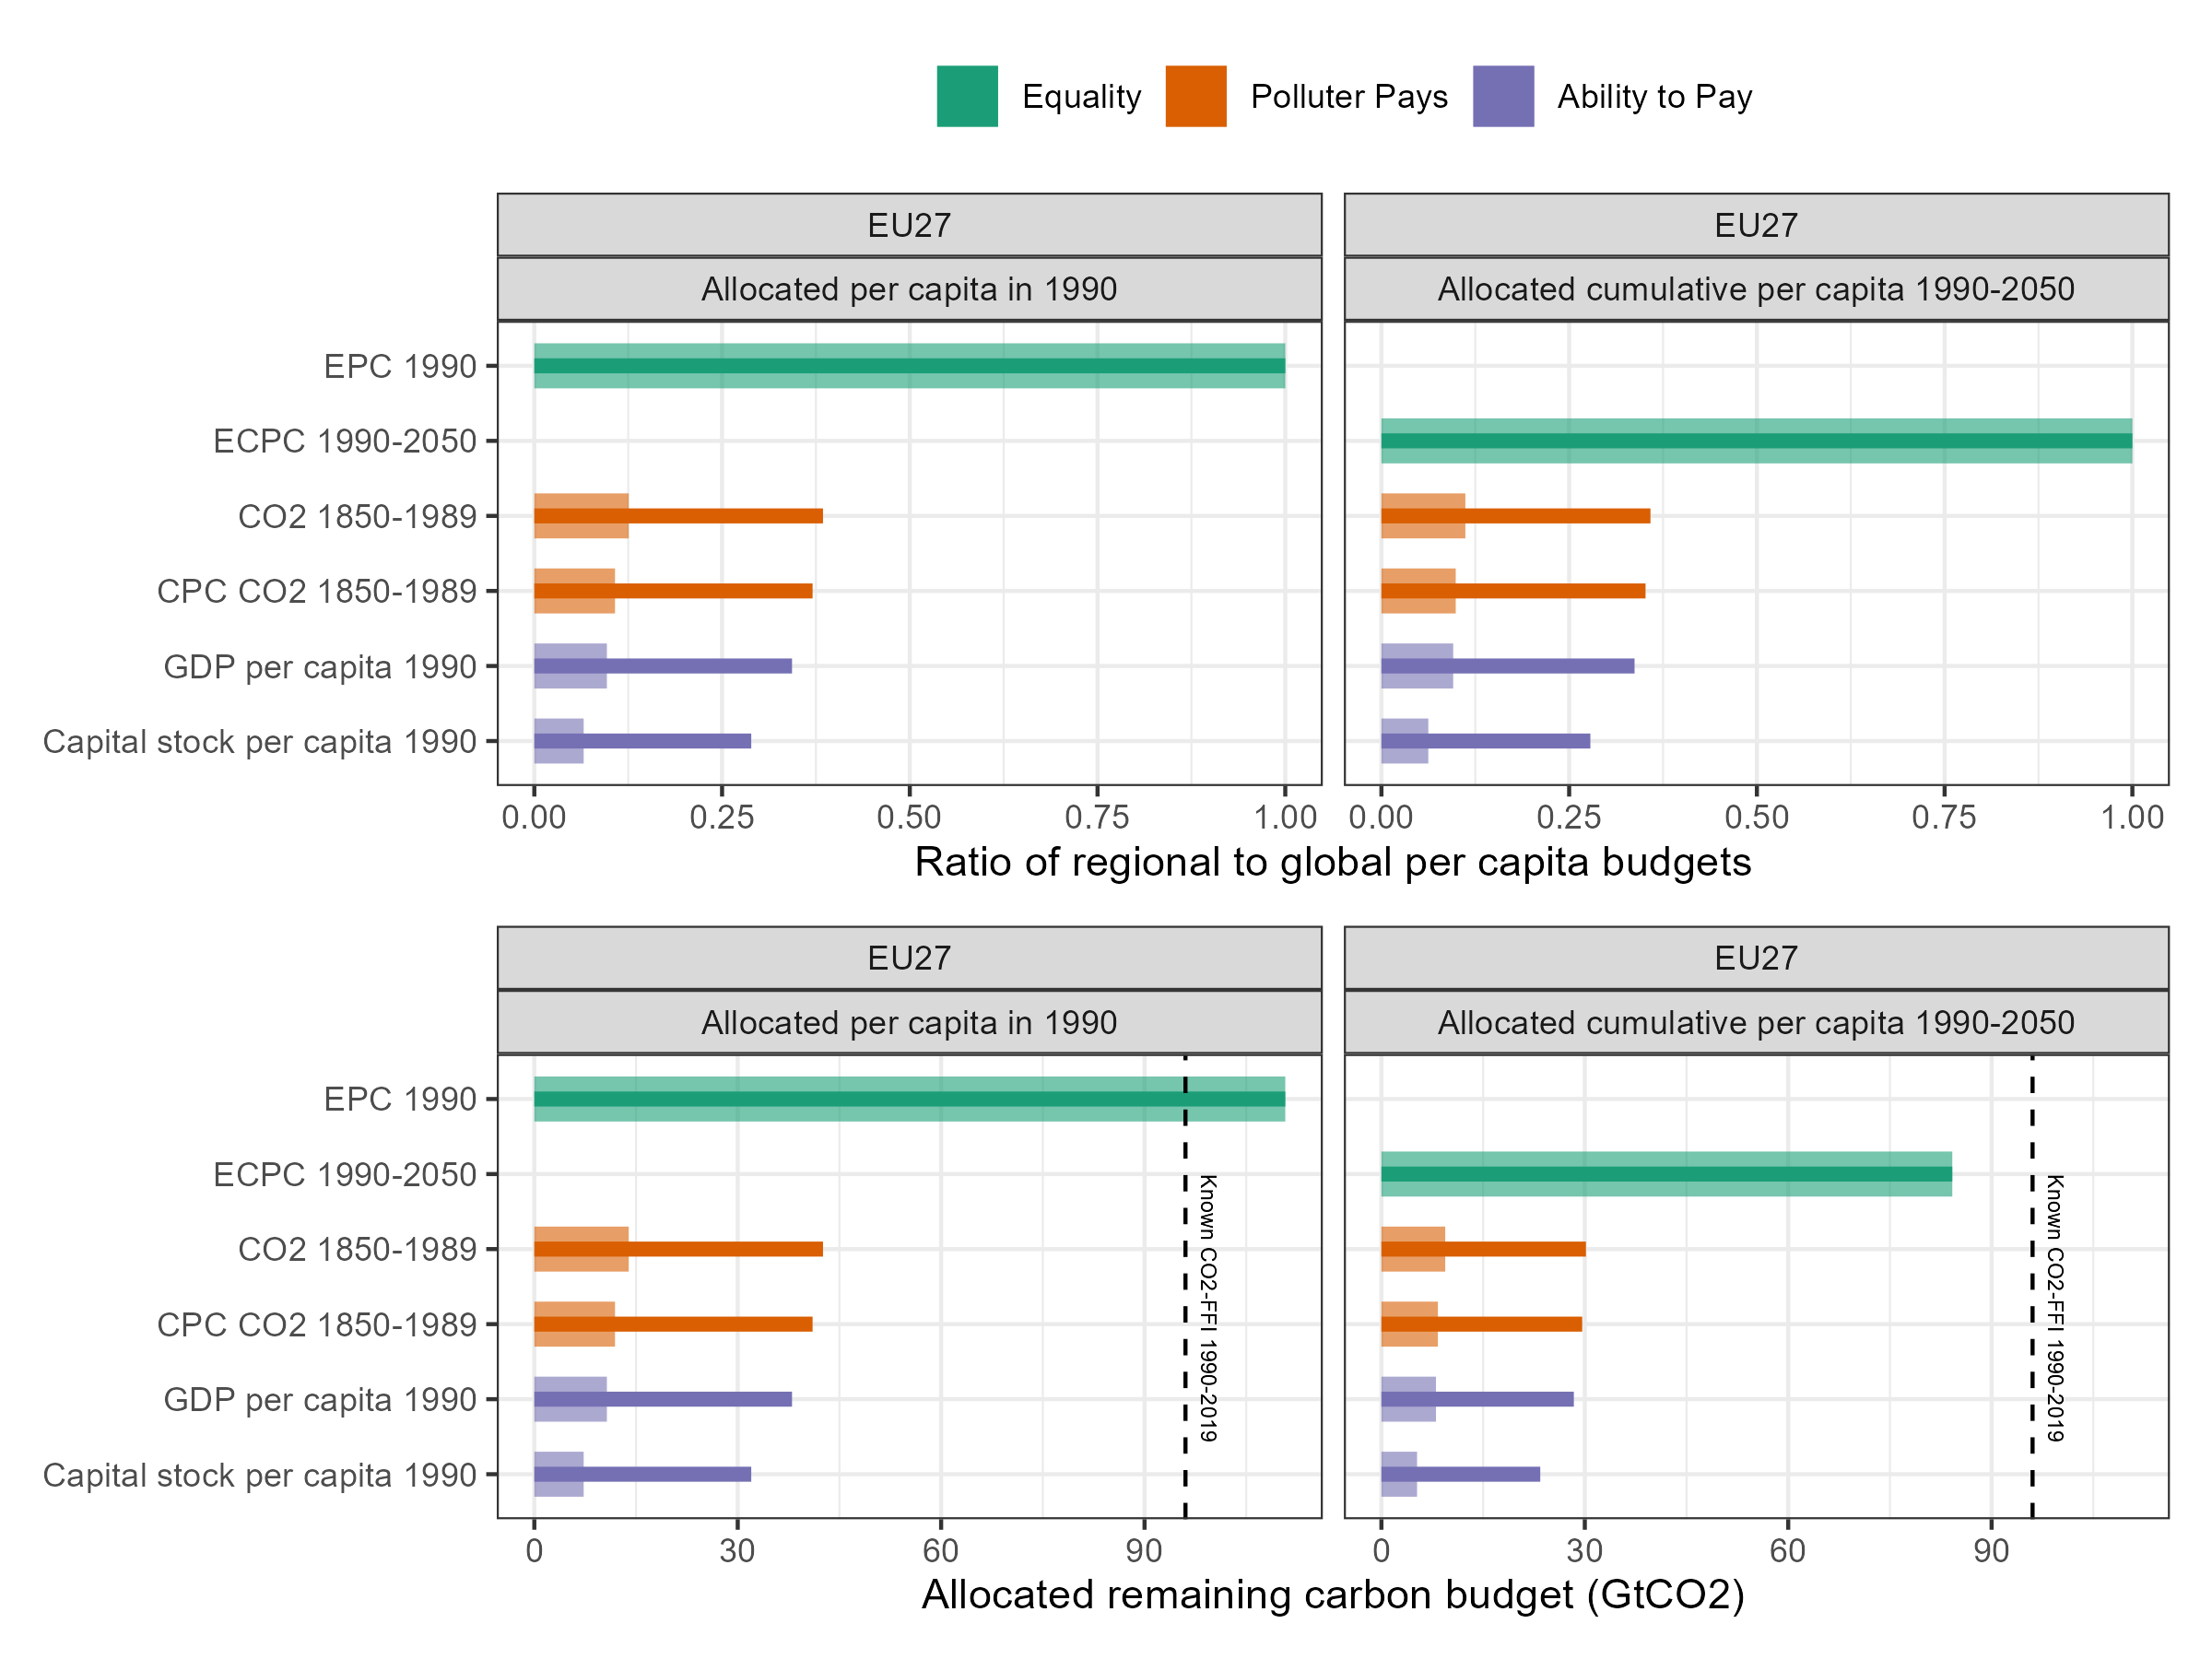 Equality Polluter Pays Ability to Pay
EU27 EU27
Allocated per capita in 1990 Allocated cumulative per capita 1990-2050
EPC 1990
ECPC 1990-2050
CO2 1850-1989
CPC CO2 1850-1989
GDP per capita 1990
Capital stock per capita 1990
0.00 0.25 0.50 0.75 1.00 0.00 0.25 0.50 0.75 1.00
Ratio of regional to global per capita budgets
EU27 EU27
Allocated per capita in 1990 Allocated cumulative per capita 1990-2050
EPC 1990
ECPC 1990-2050
CO2 1850-1989
CPC CO2 1850-1989
GDP per capita 1990
Capital stock per capita 1990
Known CO2-FFI 1990-2019
Known CO2-FFI 1990-2019
0 30 60 90 0 30 60 90
Allocated remaining carbon budget (GtCO2)